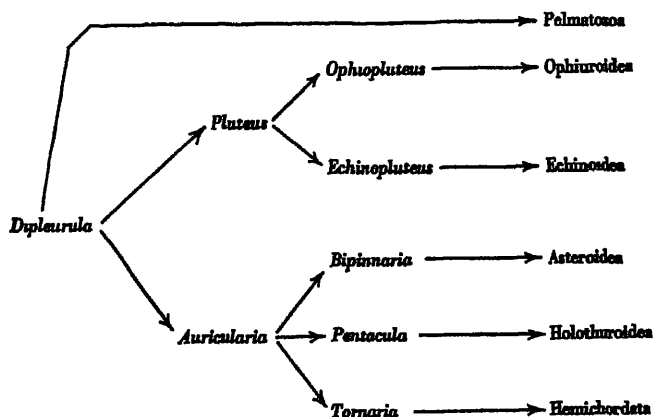 Pelmatozoa
Ophiopluteus Ophiuroidea
Pluteus
Echinopluteus Echinoidea
Dipleurula
Bipinnaria Asteroidea
Auricularia Pentacula Holothuroidea
Tornaria Hemichordata